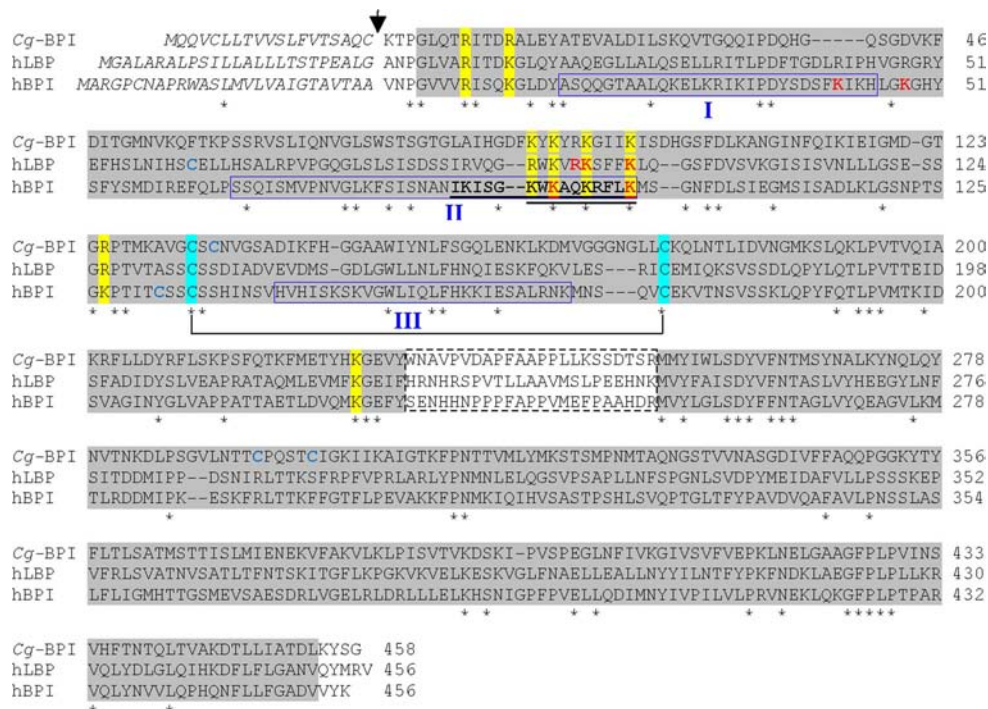 Cg-BPI MQQVCLLTVVSLFVTSAQC KTPGLQTRITDRALEYATEVALDILSKQVTGQQIPDQHG-----QSGDVKF 46
hLBP MGALARALPSILLALLLTSTPEALG ANPGLVARITDKGLQYAAQEGLLALQSELLRITLPDFTGDLRIPHVGRGRY 51
hBPI MARGPCNAPRWASLMVLVAIGTAVTAA VNPGVVVRISQKGLDYASQQGTAALQKELKRIKIPDYSDSFKIKHLGKGHY 51
* ** * * * * * * ** *
I
DITGMNVKQFTKPSSRVSLIQNVGLSWTSGTGLAIHGDFKYKYRKGIIKISDHGSFDLKANGINFQIKIEIGMD-GT 123
hLBP EFHSLNIHSCELLHSALRPVPGQGLSLSISDSSIRVQG--RWKVRKSFFKLQ--GSFDVSVKGISISVNLLLGSE-SS 124
hBPI SFYSMDIREFQLPSSQISMVPNVGLKFSISNANIKISG--KWKAQKRFLKMS--GNFDLSIEGMSISADLKLGSNPTS 125
* ** * * * * * * * * * * *
II
Cg-BPI GRPTMKAVGCSCNVGSADIKFH-GGAAWIYNLFSGQLENKLKDMVGGGNGLLCKQLNTLIDVNGMKSLQKLPVTVQIA 200
hLBP GRPTVTASSCSSDIADVEVDMS-GDLGWLLNLFHNQIESKFQKVLES---RICEMIQKSVSSDLQPYLQTLPVTTEID 198
hBPI GKPTITCSSCSSHINSVHVHISKSKVGWLIQLFHKKIESALRNKMNS---QVCEKVTNSVSSKLQPYFQTLPVMTKID 200
* ** * * * ** * * * * *** *
III
Cg-BPI KRFLLDYRFLSKPSFQTKFMETYHKGEVYWNAVPVDAPFAAPPLLKSSDTSRMMYIWLSDYVFNTMSYNALKYNQLQY 278
hLBP SFADIDYSLVEAPRATAQMLEVMFKGEIFHRNHRSPVTLLAAVMSLPEEHNKMVYFAISDYVFNTASLVYHEEGYLNF 276
hBPI SVAGINYGLVAPPATTAETLDVQMKGEFYSENHHNPPPFAPPVMEFPAAHDRMVYLGLSDYFFNTAGLVYQEAGVLKM 278
* * *** * * *** *** *
Cg-BPI NVTNKDLPSGVLNTTCPQSTCIGKIIKAIGTKFPNTTVMLYMKSTSMPNMTAQNGSTVVNASGDIVFFAQQPGGKYTY 356
hLBP SITDDMIPP--DSNIRLTTKSFRPFVPRLARLYPNMNLELQGSVPSAPLLNFSPGNLSVDPYMEIDAFVLLPSSSKEP 352
hBPI TLRDDMIPK--ESKFRLTTKFFGTFLPEVAKKFPNMKIQIHVSASTPPHLSVQPTGLTFYPAVDVQAFAVLPNSSLAS 354
* ** * *
Cg-BPI FLTLSATMSTTISLMIENEKVFAKVLKLPISVTVKDSKI-PVSPEGLNFIVKGIVSVFVEPKLNELGAAGFPLPVINS 433
hLBP VFRLSVATNVSATLTFNTSKITGFLKPGKVKVELKESKVGLFNAELLEALLNYYILNTFYPKFNDKLAEGFPLPLLKR 430
hBPI LFLIGMHTTGSMEVSAESDRLVGELRLDRLLLELKHSNIGPFPVELLQDIMNYIVPILVLPRVNEKLQKGFPLPTPAR 432
* * * * * * *****
Cg-BPI VHFTNTQLTVAKDTLLIATDLKYSG 458
hLBP VQLYDLGLQIHKDFLFLGANVQYMRV 456
hBPI VQLYNVVLQPHQNFLLFGADVVYK 456
* *